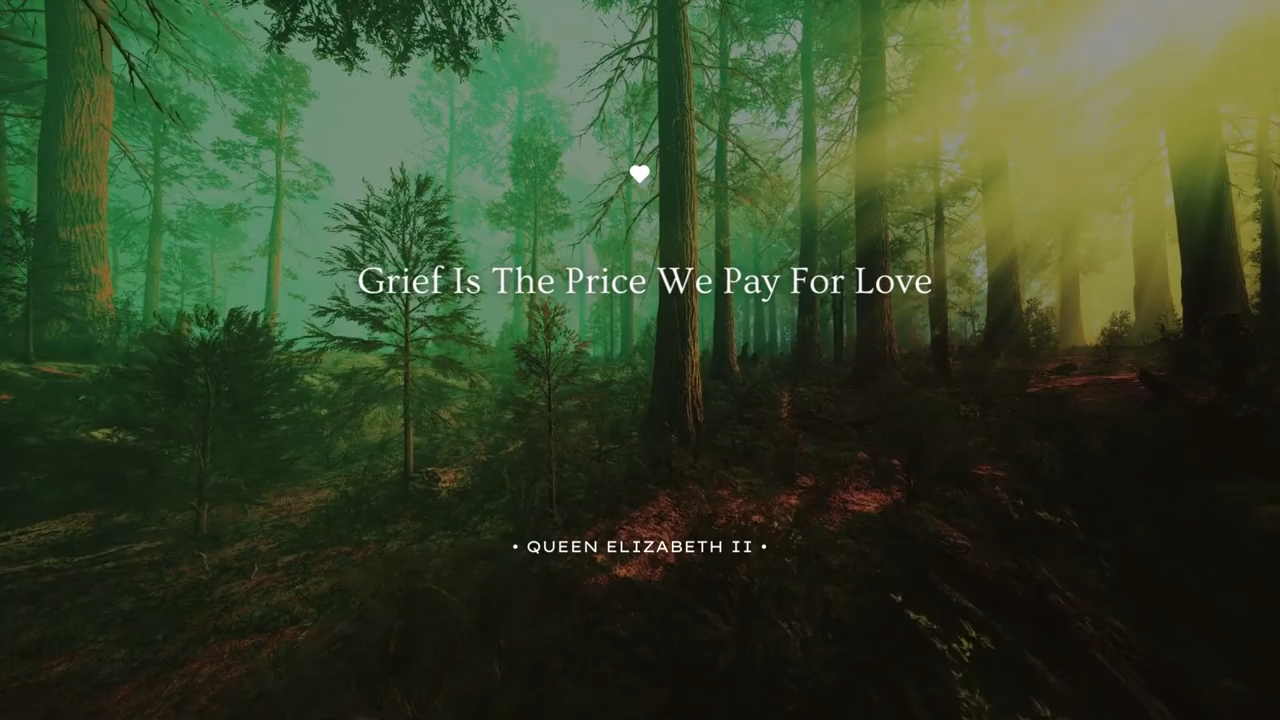 Grief Is The Price We Pay For Love
• QUEEN ELIZABETH II •